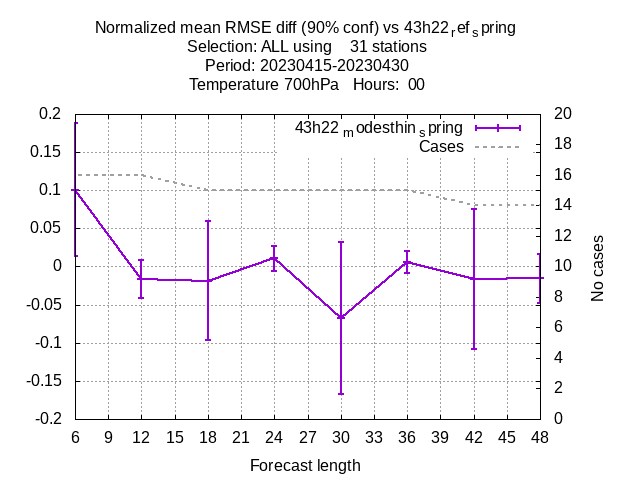 Normalized mean RMSE diff (90% conf) vs 43h22refspring
Selection: ALL using 31 stations
Period: 20230415-20230430
Temperature 700hPa Hours: 00
43h22modesthinspring
Cases
0.2
0.15
0.1
0.05
0
-0.05
-0.1
-0.15
-0.2
20
18
16
14
12
10
8
6
4
2
0
No cases
6 9 12 15 18 21 24 27 30 33 36 39 42 45 48
Forecast length